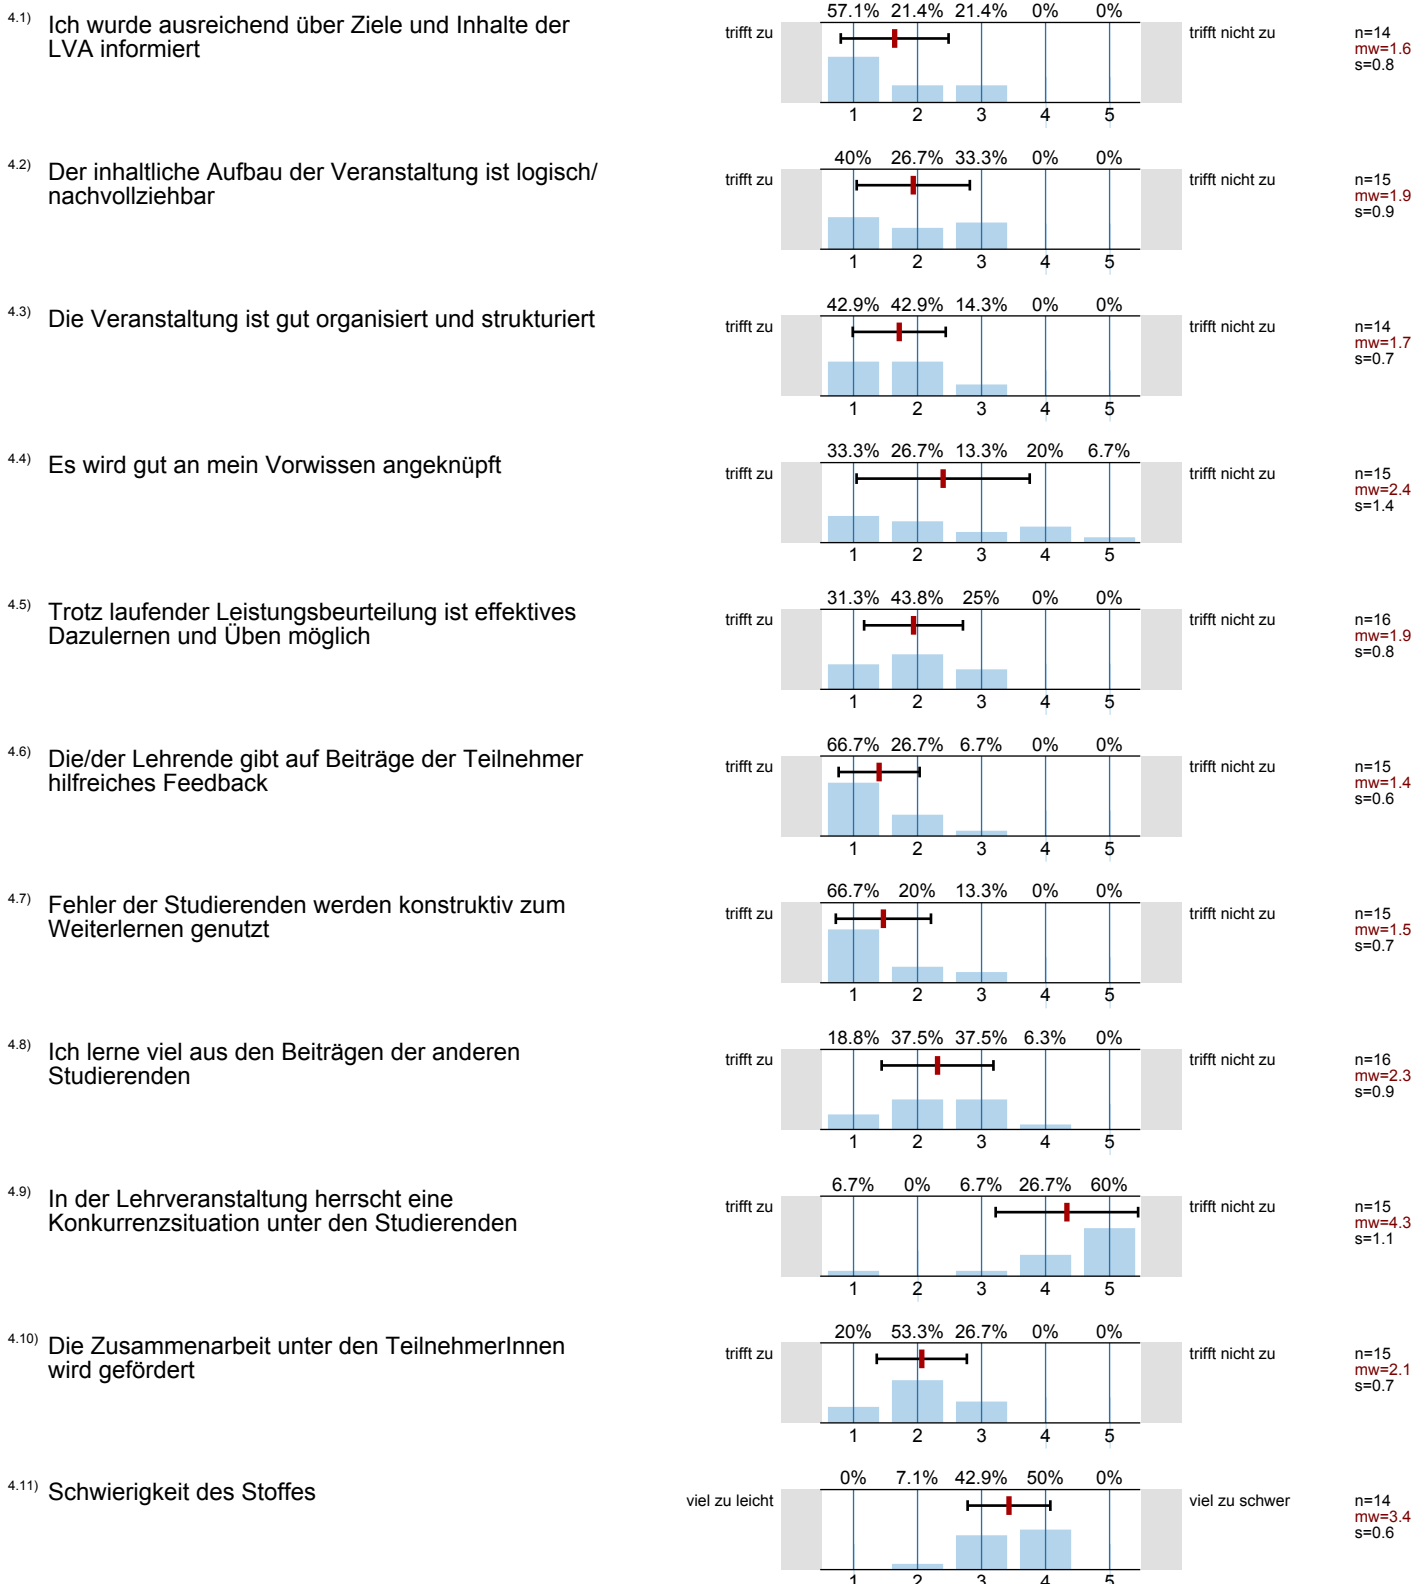 4.1) Ich wurde ausreichend über Ziele und Inhalte der
LVA informiert
57.1% 21.4% 21.4% 0% 0%
trifft zu
trifft nicht zu
n=14
mw=1.6
s=0.8
1 2 3 4 5
4.2) Der inhaltliche Aufbau der Veranstaltung ist logisch/
nachvollziehbar
40% 26.7% 33.3% 0% 0%
trifft zu
trifft nicht zu
n=15
mw=1.9
s=0.9
1 2 3 4 5
4.3) Die Veranstaltung ist gut organisiert und strukturiert
42.9% 42.9% 14.3% 0% 0%
trifft zu
trifft nicht zu
n=14
mw=1.7
s=0.7
1 2 3 4 5
4.4) Es wird gut an mein Vorwissen angeknüpft
33.3% 26.7% 13.3% 20% 6.7%
trifft zu
trifft nicht zu
n=15
mw=2.4
s=1.4
1 2 3 4 5
4.5) Trotz laufender Leistungsbeurteilung ist effektives
Dazulernen und Üben möglich
31.3% 43.8% 25% 0% 0%
trifft zu
trifft nicht zu
n=16
mw=1.9
s=0.8
1 2 3 4 5
4.6) Die/der Lehrende gibt auf Beiträge der Teilnehmer
hilfreiches Feedback
66.7% 26.7% 6.7% 0% 0%
trifft zu
trifft nicht zu
n=15
mw=1.4
s=0.6
1 2 3 4 5
4.7) Fehler der Studierenden werden konstruktiv zum
Weiterlernen genutzt
66.7% 20% 13.3% 0% 0%
trifft zu
trifft nicht zu
n=15
mw=1.5
s=0.7
1 2 3 4 5
4.8) Ich lerne viel aus den Beiträgen der anderen
Studierenden
18.8% 37.5% 37.5% 6.3% 0%
trifft zu
trifft nicht zu
n=16
mw=2.3
s=0.9
1 2 3 4 5
4.9) In der Lehrveranstaltung herrscht eine
Konkurrenzsituation unter den Studierenden
6.7% 0% 6.7% 26.7% 60%
trifft zu
trifft nicht zu
n=15
mw=4.3
s=1.1
1 2 3 4 5
4.10) Die Zusammenarbeit unter den TeilnehmerInnen
wird gefördert
20% 53.3% 26.7% 0% 0%
trifft zu
trifft nicht zu
n=15
mw=2.1
s=0.7
1 2 3 4 5
4.11) Schwierigkeit des Stoffes
0% 7.1% 42.9% 50% 0%
viel zu leicht
viel zu schwer
n=14
mw=3.4
s=0.6
1 2 3 4 5